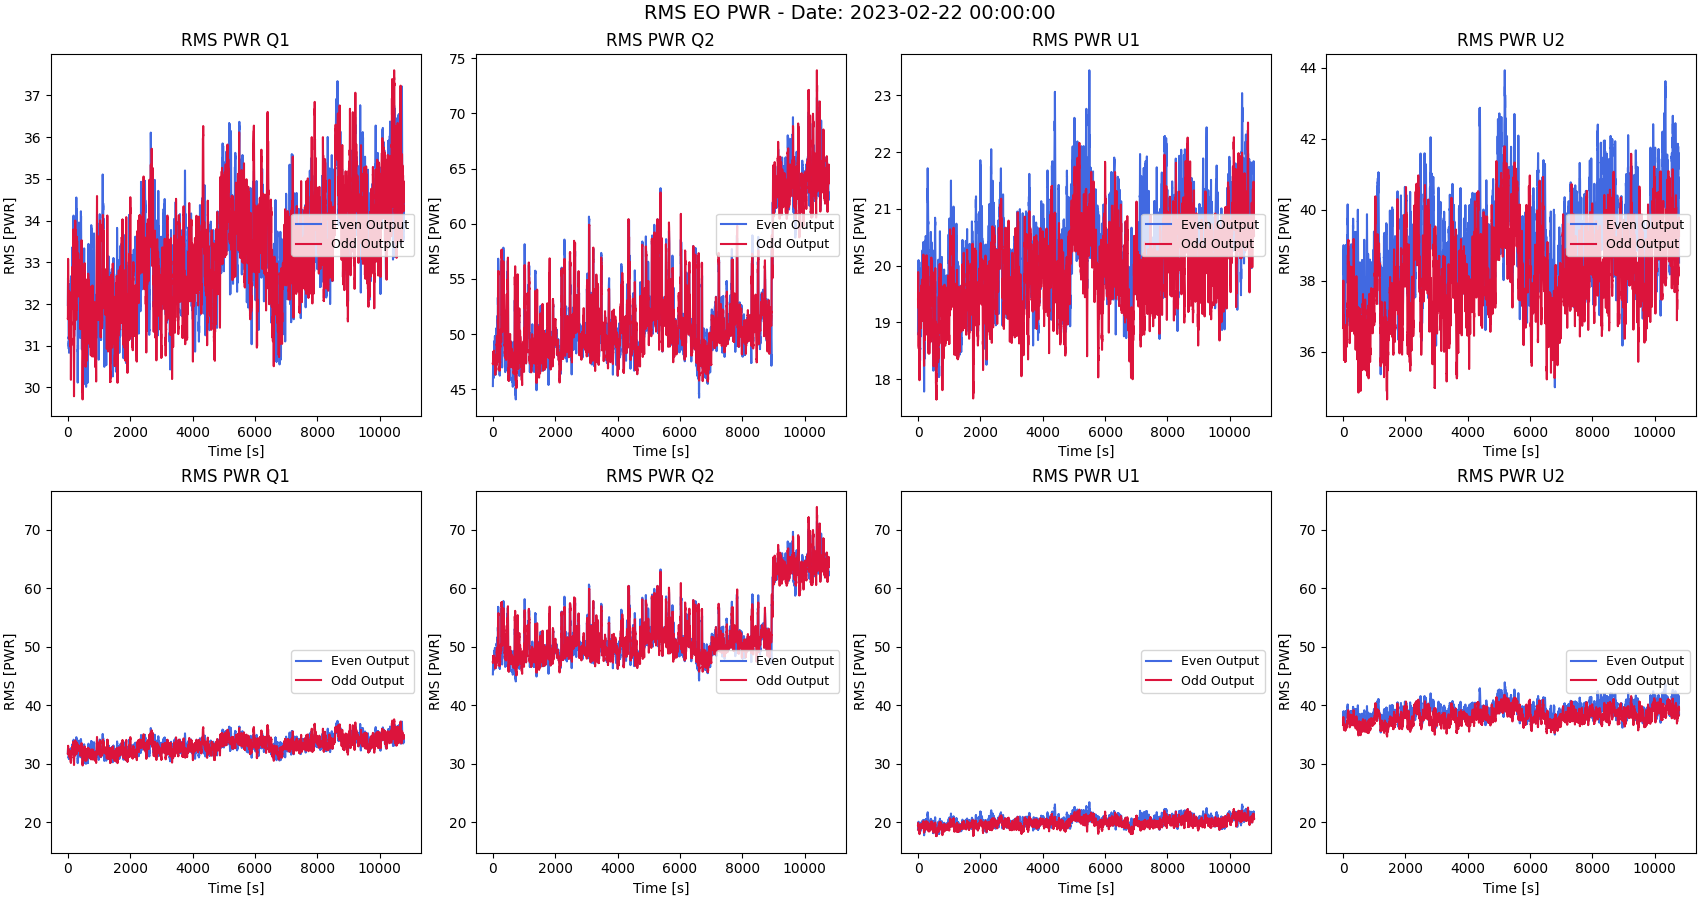 RMS EO PWR - Date: 2023-02-22 00:00:00
RMS PWR Q1
RMS PWR Q2
RMS PWR U1
RMS PWR U2
37
36
35
34
33
32
31
30
RMS [PWR]
Even Output
Odd Output
0 2000 4000 6000 8000 10000
Time [s]
75
70
65
60
55
50
45
RMS [PWR]
Even Output
Odd Output
0 2000 4000 6000 8000 10000
Time [s]
23
22
21
20
19
18
RMS [PWR]
Even Output
Odd Output
0 2000 4000 6000 8000 10000
Time [s]
44
42
40
38
36
RMS [PWR]
Even Output
Odd Output
0 2000 4000 6000 8000 10000
Time [s]
RMS PWR Q1
RMS PWR Q2
RMS PWR U1
RMS PWR U2
70
60
50
40
30
20
RMS [PWR]
Even Output
Odd Output
0 2000 4000 6000 8000 10000
Time [s]
70
60
50
40
30
20
RMS [PWR]
Even Output
Odd Output
0 2000 4000 6000 8000 10000
Time [s]
70
60
50
40
30
20
RMS [PWR]
Even Output
Odd Output
0 2000 4000 6000 8000 10000
Time [s]
70
60
50
40
30
20
RMS [PWR]
Even Output
Odd Output
0 2000 4000 6000 8000 10000
Time [s]